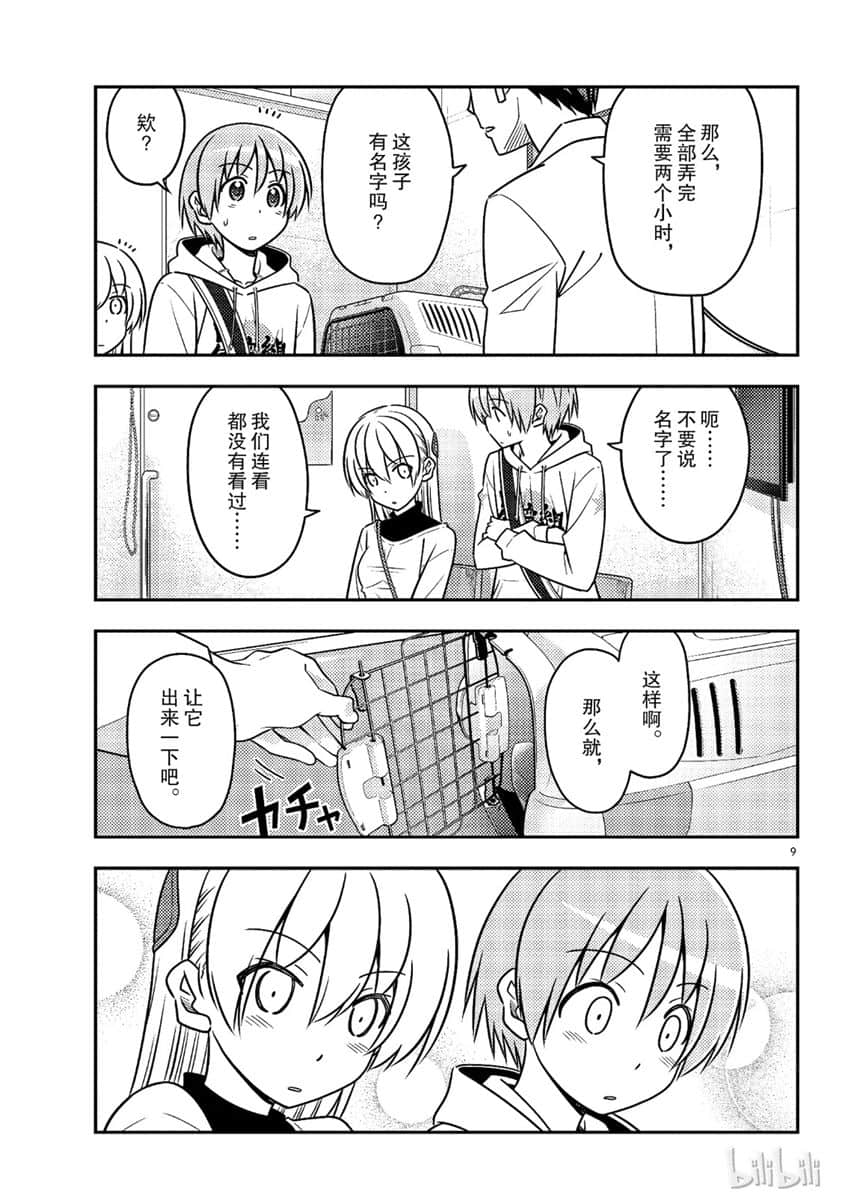 那么，
全部弄完
需要两个小时，
这孩子
有名字吗？
欸？
呃……
不要说
名字了……
我们连看
都没有看过……
这样啊。
那么就，
让它
出来一下吧。
カチャ
9
bilibili